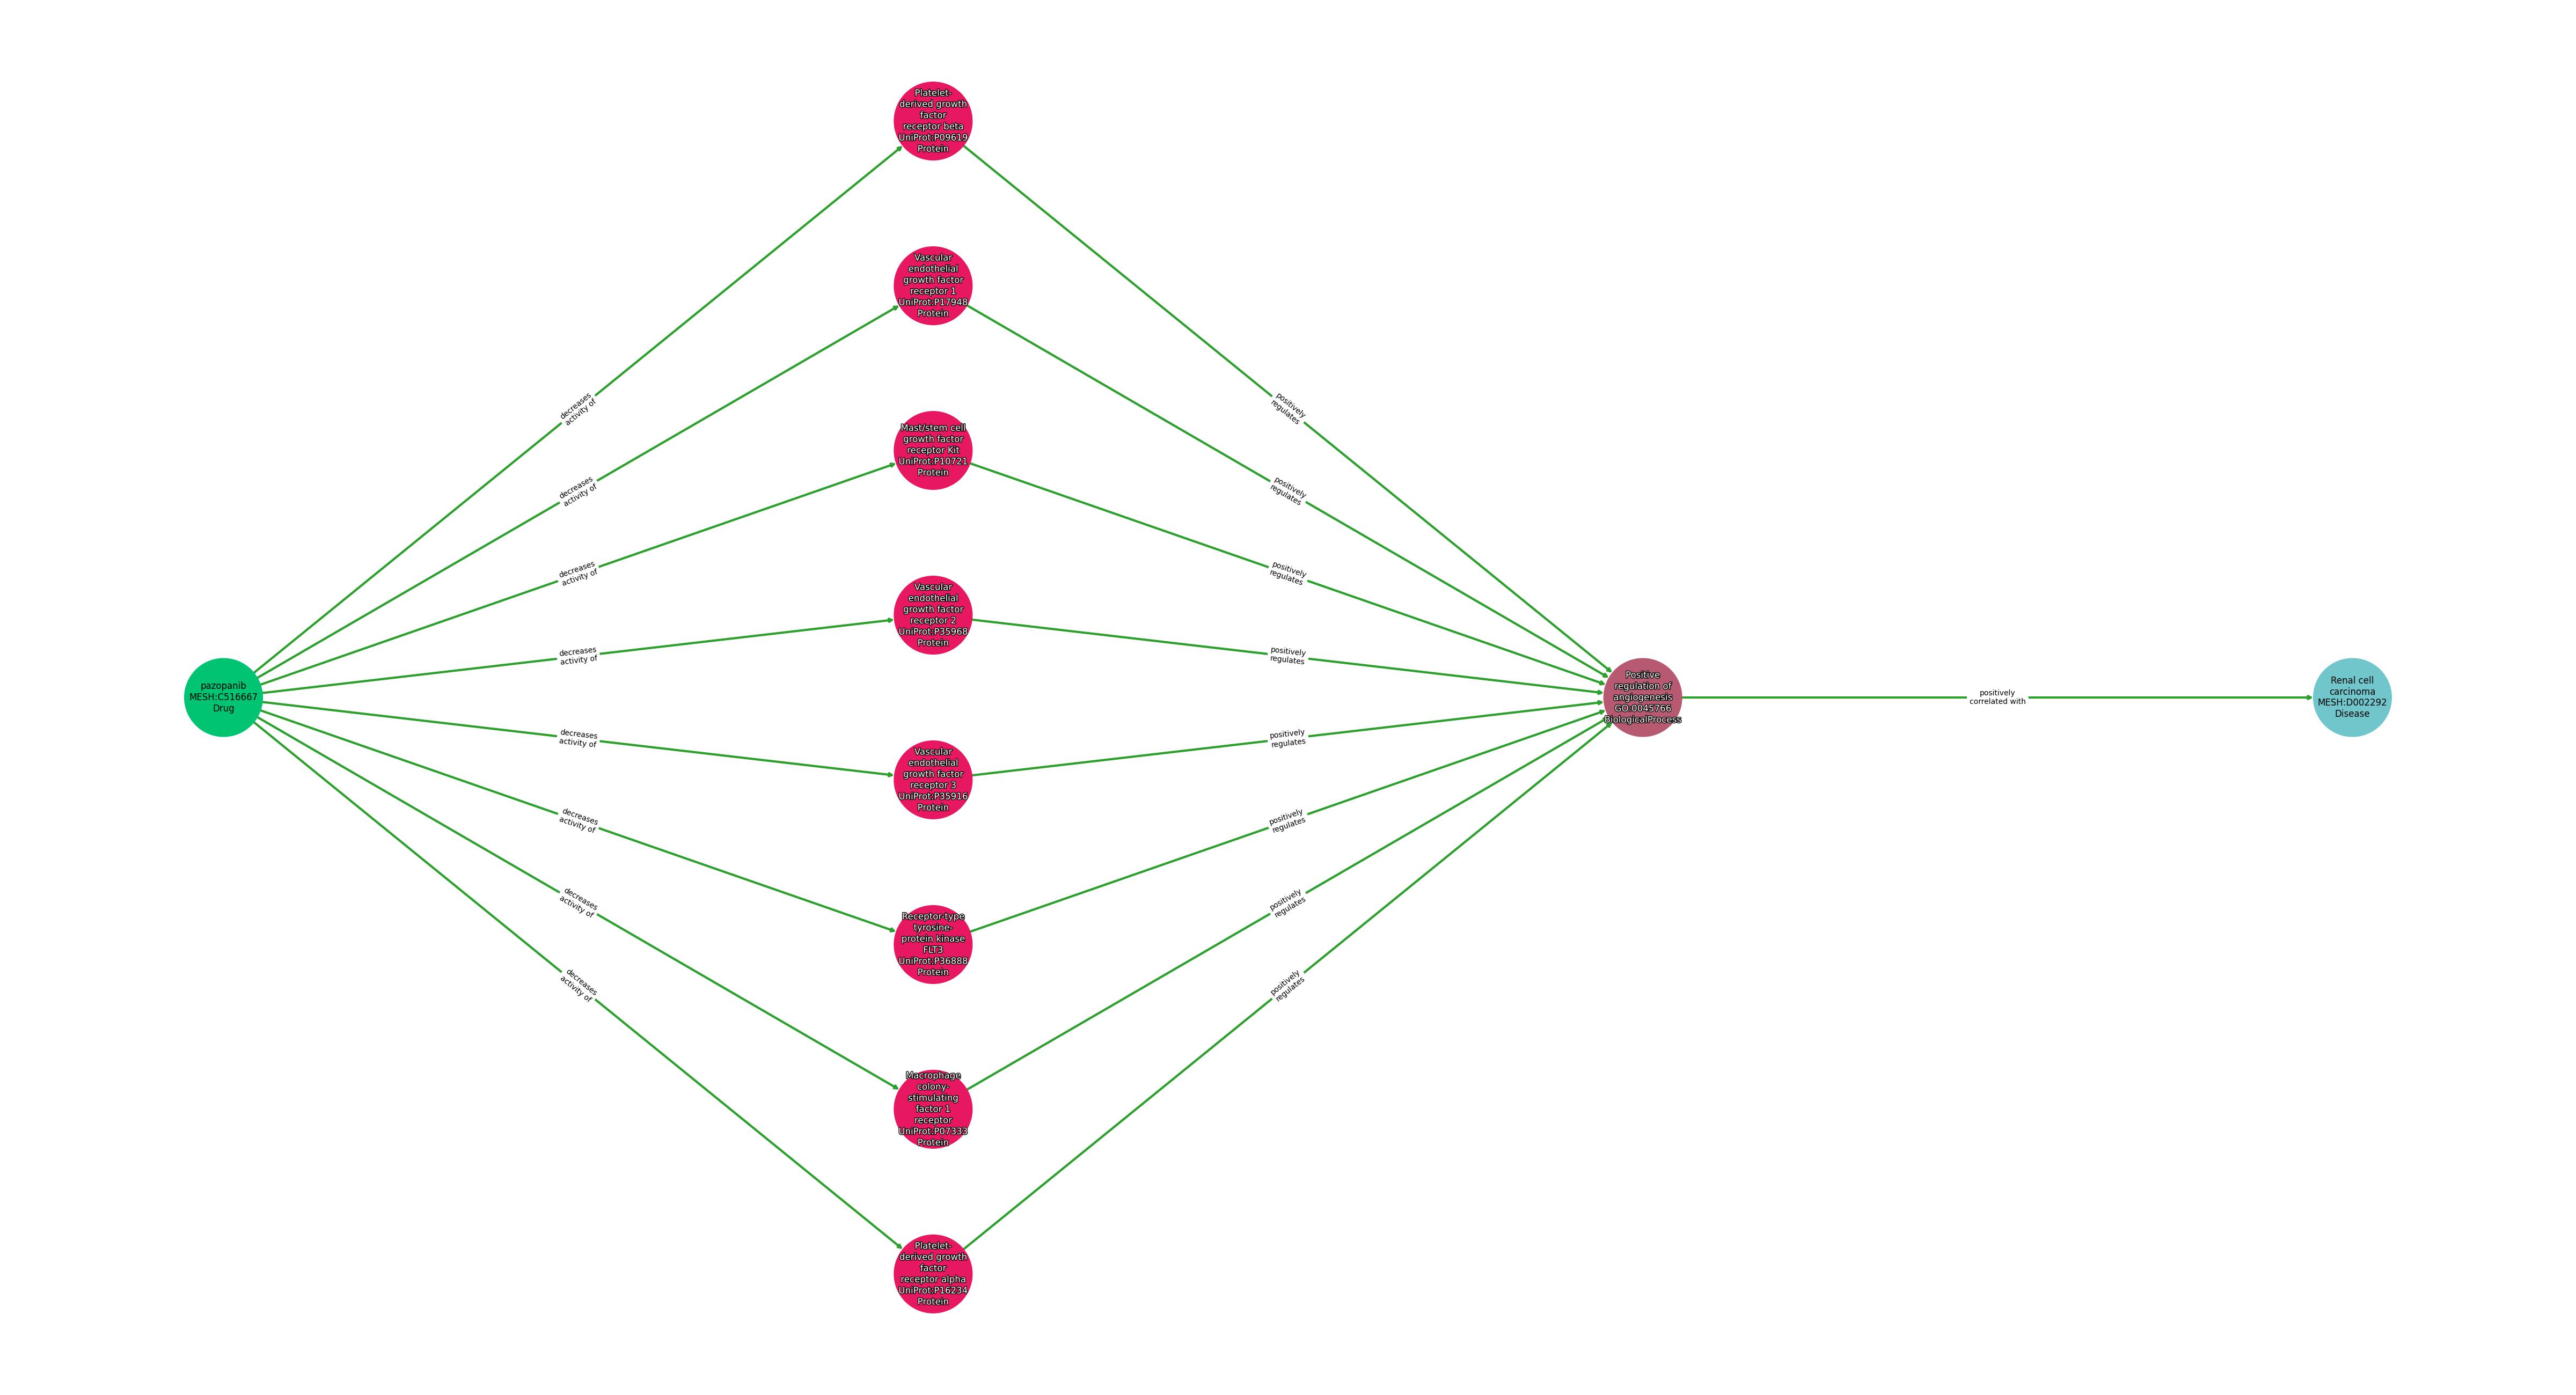 Platelet-
derived growth
factor
receptor beta
UniProt:P09619
Protein
Vascular
endothelial
growth factor
receptor 1
UniProt:P17948
Protein
Mast/stem cell
growth factor
receptor Kit
UniProt:P10721
Protein
Vascular
endothelial
growth factor
receptor 2
UniProt:P35968
Protein
Vascular
endothelial
growth factor
receptor 3
UniProt:P35916
Protein
Receptor-type
tyrosine-
protein kinase
FLT3
UniProt:P36888
Protein
Macrophage
colony-
stimulating
factor 1
receptor
UniProt:P07333
Protein
Platelet-
derived growth
factor
receptor alpha
UniProt:P16234
Protein
pazopanib
MESH:C516667
Drug
decreases
activity of
decreases
activity of
decreases
activity of
decreases
activity of
decreases
activity of
decreases
activity of
decreases
activity of
decreases
activity of
positively
regulates
positively
regulates
positively
regulates
positively
regulates
positively
regulates
positively
regulates
positively
regulates
positively
regulates
Positive
regulation of
angiogenesis
GO:0045766
BiologicalProcess
positively
correlated with
Renal cell
carcinoma
MESH:D002292
Disease